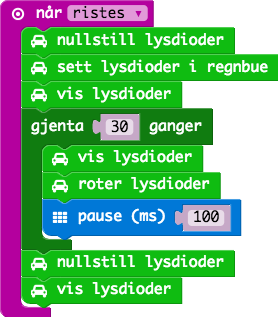 når ristes
nullstill lysdioder
sett lysdioder i regnbue
vis lysdioder
gjenta 30 ganger
vis lysdioder
roter lysdioder
pause (ms) 100
nullstill lysdioder
vis lysdioder